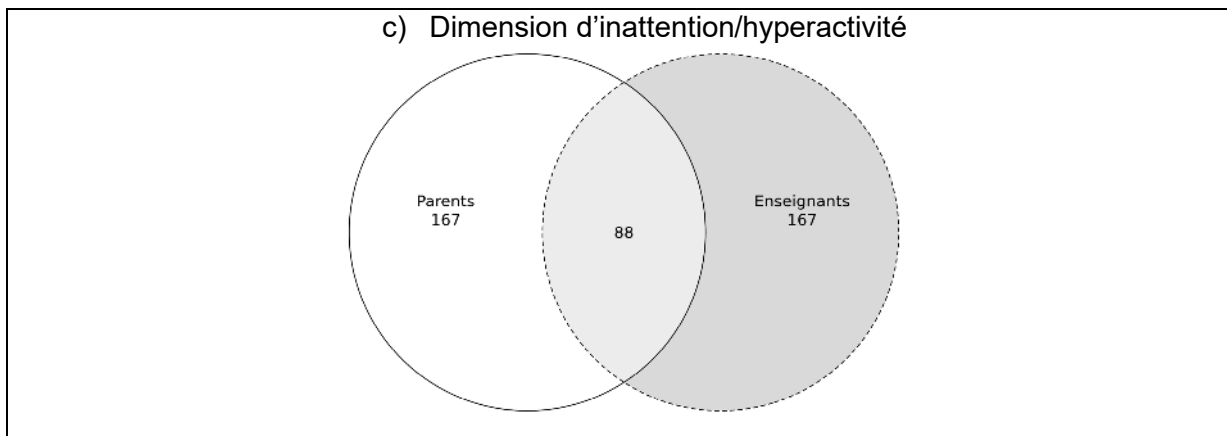 c) Dimension d’inattention/hyperactivité
Parents
167
88
Enseignants
167